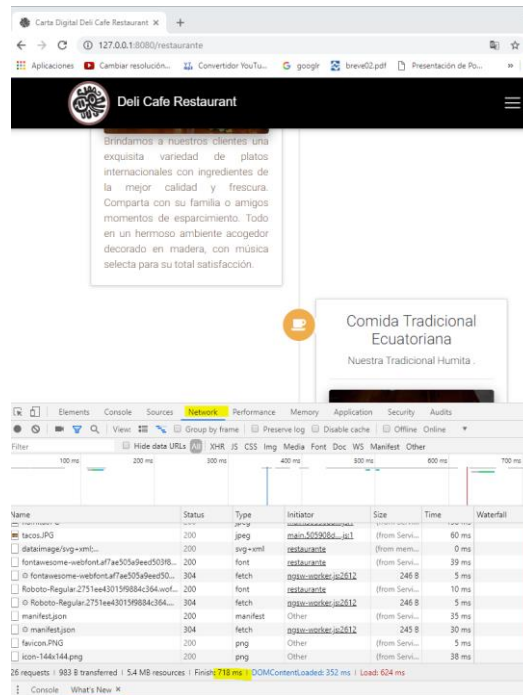 Carta Digital Deli Cafe Restaurant × +
127.0.0.1:8080/restaurante
Aplicaciones Cambiar resolución... Convertidor YouTu... googlr breve02.pdf Presentación de Po... »
Deli Cafe Restaurant
Brindamos a nuestros clientes una
exquisita variedad de platos
internacionales con ingredientes de
la mejor calidad y frescura.
Comparta con su familia o amigos
momentos de esparcimiento. Todo
en un hermoso ambiente acogedor
decorado en madera, con música
selecta para su total satisfacción.
Comida Tradicional
Ecuatoriana
Nuestra Tradicional Humita .
Elements Console Sources Network Performance Memory Application Security Audits
View: Group by frame Preserve log Disable cache Offline Online
Filter Hide data URLs All XHR JS CSS Img Media Font Doc WS Manifest Other
100 ms 200 ms 300 ms 400 ms 500 ms 600 ms 700 ms
Name Status Type Initiator Size Time Waterfall
tacos.JPG 200 jpeg main.505908d...js:1 (from Servi... 60 ms
dataimage/svg+xml;... 200 svg+xml restaurante (from mem... 0 ms
fontawesome-webfont.af7ae505a9eed503f8... 200 font restaurante (from Servi... 39 ms
fontawesome-webfont.af7ae505a9eed50... 304 fetch ngsw-worker.js:2612 246 B 5 ms
Roboto-Regular.2751ee43015f9884c364.wof... 200 font restaurante (from Servi... 10 ms
Roboto-Regular.2751ee43015f9884c364.... 304 fetch ngsw-worker.js:2612 246 B 5 ms
manifest.json 200 manifest Other (from Servi... 35 ms
manifest.json 304 fetch ngsw-worker.js:2612 245 B 30 ms
favicon.PNG 200 png Other (from Servi... 5 ms
icon-144x144.png 200 png Other (from Servi... 38 ms
26 requests | 983 B transferred | 5.4 MB resources | Finish: 718 ms | DOMContentLoaded: 352 ms | Load: 624 ms
Console What's New ×